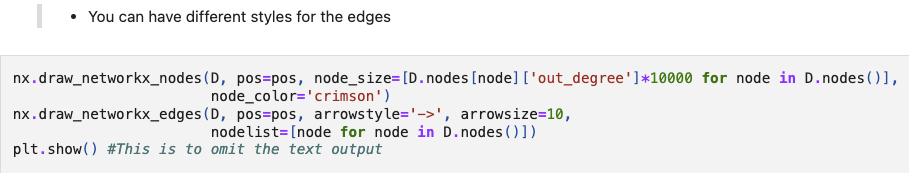 • You can have different styles for the edges
nx.draw_networkx_nodes(D, pos=pos, node_size=[D.nodes[node]['out_degree']*10000 for node in D.nodes()],
node_color='crimson')
nx.draw_networkx_edges(D, pos=pos, arrowstyle='->', arrowsize=10,
nodelist=[node for node in D.nodes()])
plt.show() #This is to omit the text output